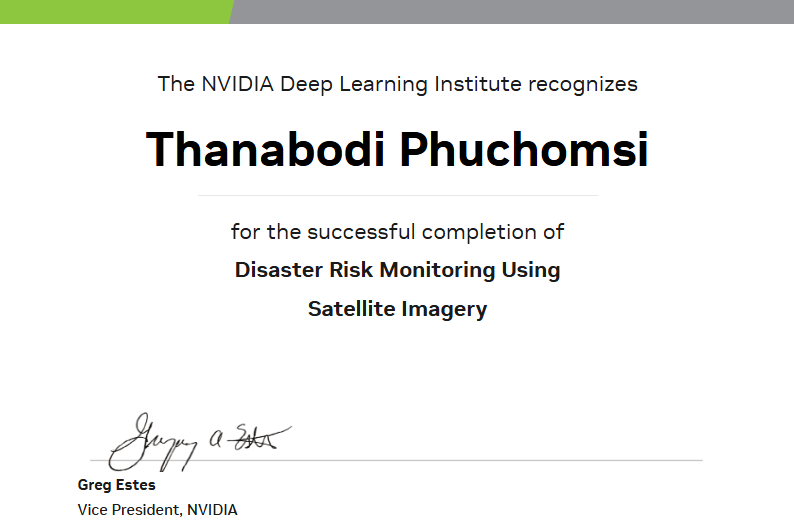 The NVIDIA Deep Learning Institute recognizes
Thanabodi Phuchomsi
for the successful completion of
Disaster Risk Monitoring Using
Satellite Imagery
Gregory A Estes
Greg Estes
Vice President, NVIDIA